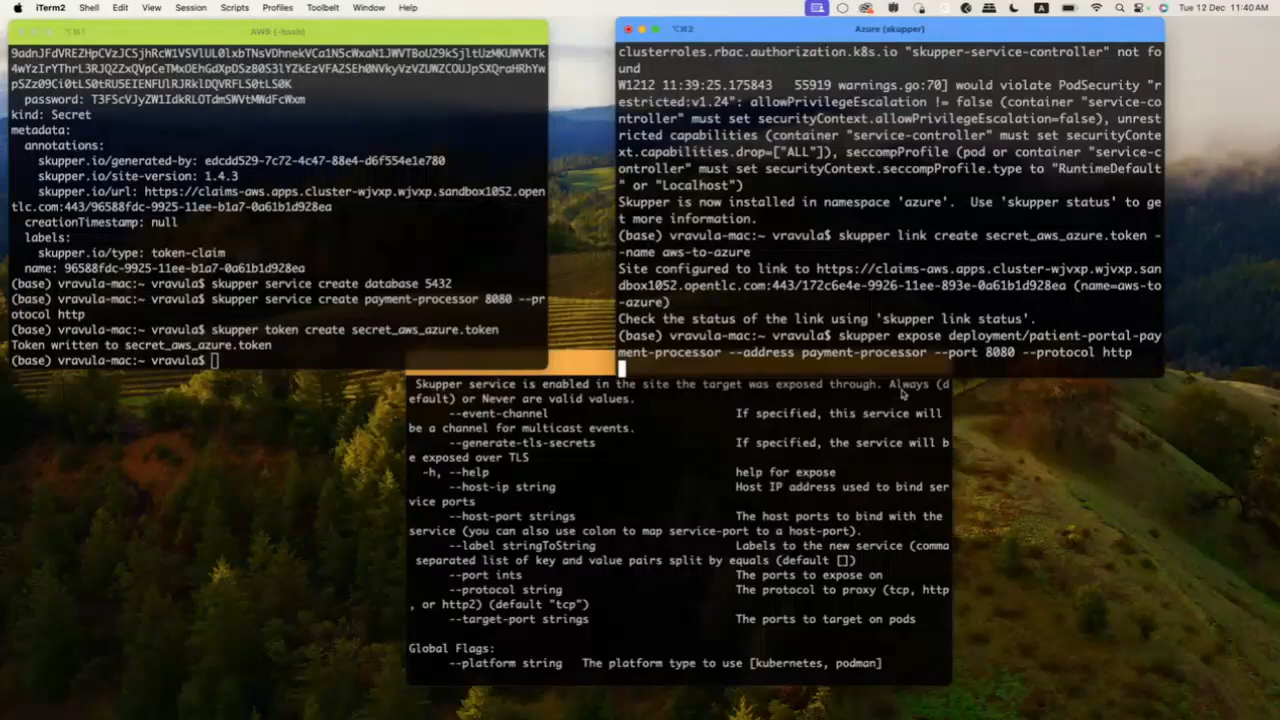 iTerm2 Shell Edit View Session Scripts Profiles Toolbelt Window Help
A
Tue 12 Dec 11:40 AM
⌥⌘1 AWS (-bash)
password: T3FScVJyZW1IdkRLOTdmSWVtMWdFcWxm
kind: Secret
metadata:
annotations:
skupper.io/generated-by: edcdd529-7c72-4c47-88e4-d6f554e1e780
skupper.io/site-version: 1.4.3
skupper.io/url: https://claims-aws.apps.cluster-wjvxp.wjvxp.sandbox1052.open
tlc.com:443/96588fdc-9925-11ee-b1a7-0a61b1d928ea
creationTimestamp: null
labels:
skupper.io/type: token-claim
name: 96588fdc-9925-11ee-b1a7-0a61b1d928ea
(base) vravula-mac:~ vravula$ skupper service create database 5432
(base) vravula-mac:~ vravula$ skupper service create payment-processor 8080 --pr
otocol http
(base) vravula-mac:~ vravula$ skupper token create secret_aws_azure.token
Token written to secret_aws_azure.token
(base) vravula-mac:~ vravula$
⌥⌘2 Azure (skupper)
clusterroles.rbac.authorization.k8s.io "skupper-service-controller" not fo
und
W1212 11:39:25.175843 55919 warnings.go:70] would violate PodSecurity "r
estricted:v1.24": allowPrivilegeEscalation != false (container "service-co
ntroller" must set securityContext.allowPrivilegeEscalation=false), unrest
ricted capabilities (container "service-controller" must set securityConte
xt.capabilities.drop=["ALL"]), seccompProfile (pod or container "service-c
ontroller" must set securityContext.seccompProfile.type to "RuntimeDefault
" or "Localhost")
Skupper is now installed in namespace 'azure'. Use 'skupper status' to ge
t more information.
(base) vravula-mac:~ vravula$ skupper link create secret_aws_azure.token -
-name aws-to-azure
Site configured to link to https://claims-aws.apps.cluster-wjvxp.wjvxp.san
dbox1052.opentlc.com:443/172c6e4e-9926-11ee-893e-0a61b1d928ea (name=aws-to
-azure)
Check the status of the link using 'skupper link status'.
(base) vravula-mac:~ vravula$ skupper expose deployment/patient-portal-pay
ment-processor --address payment-processor --port 8080 --protocol http
Skupper service is enabled in the site the target was exposed through. Always (d
efault) or Never are valid values.
--event-channel If specified, this service will
be a channel for multicast events.
--generate-tls-secrets If specified, the service will b
e exposed over TLS
-h, --help help for expose
--host-ip string Host IP address used to bind ser
vice ports
--host-port strings The host ports to bind with the
service (you can also use colon to map service-port to a host-port).
--label stringToString Labels to the new service (comma
separated list of key and value pairs split by equals (default [])
--port ints The ports to expose on
--protocol string The protocol to proxy (tcp, http
, or http2) (default "tcp")
--target-port strings The ports to target on pods
Global Flags:
--platform string The platform type to use [kubernetes, podman]